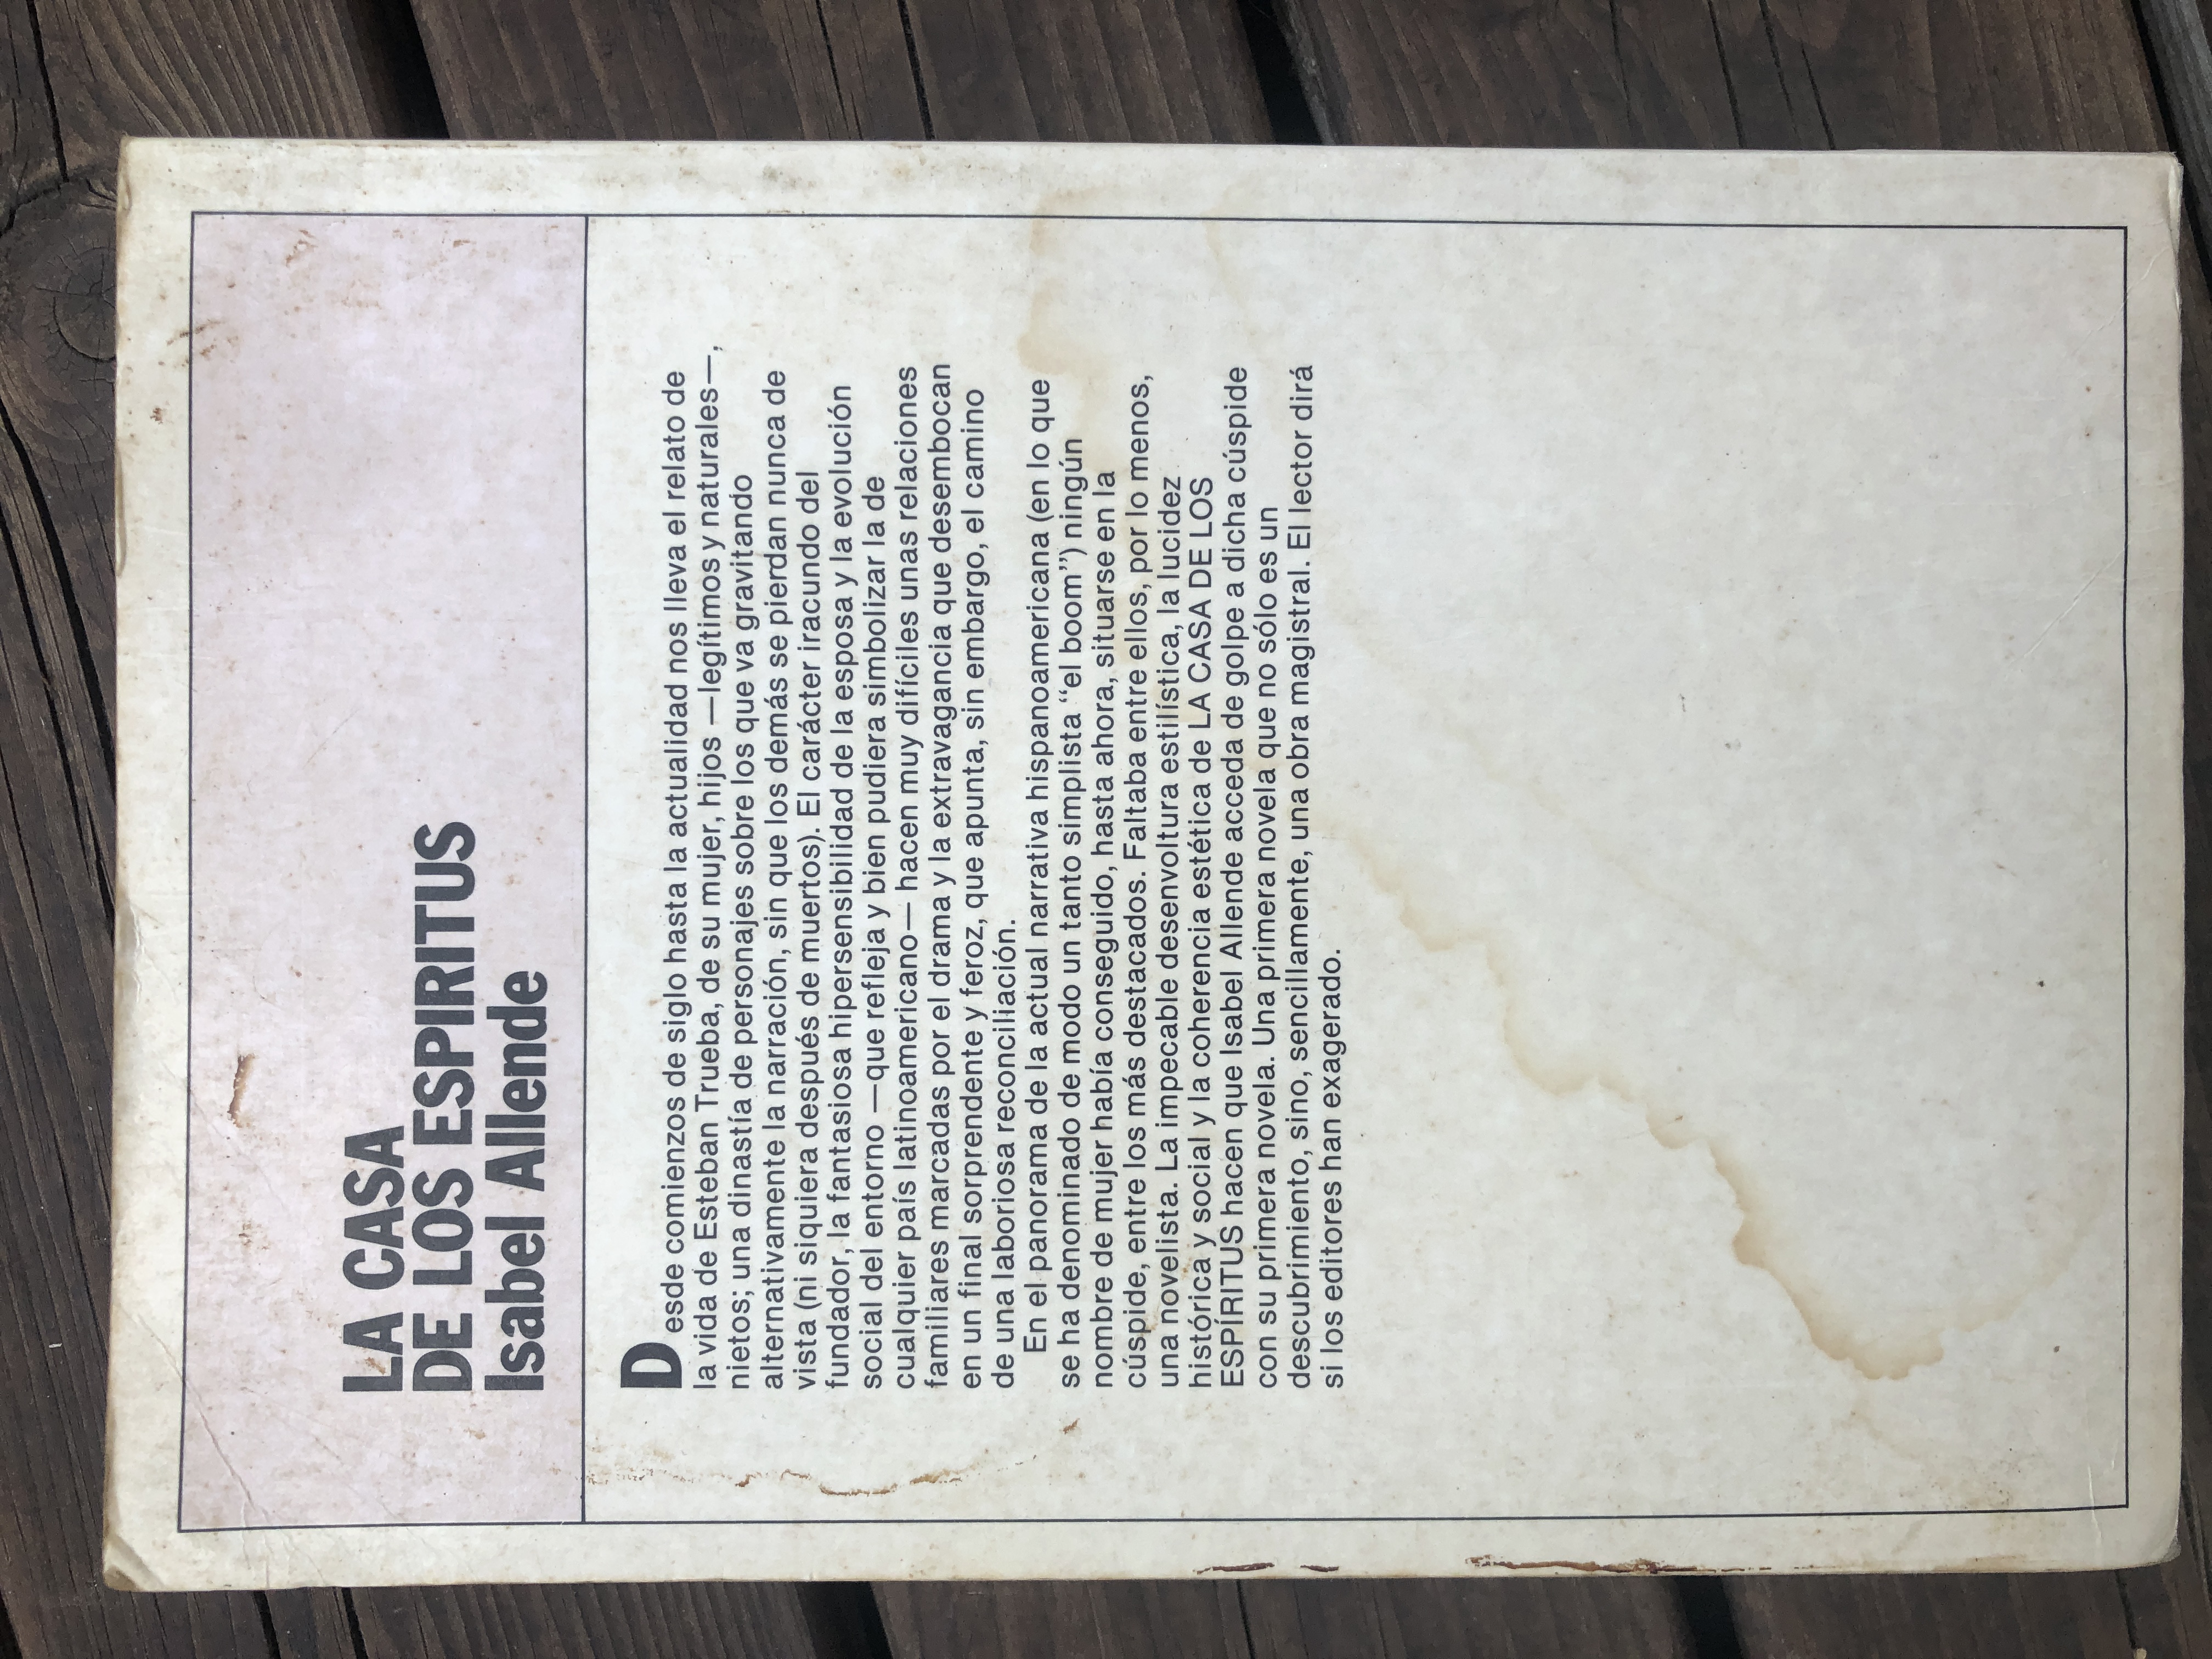 LA CASA
DE LOS ESPIRITUS
Isabel Allende
Desde comienzos de siglo hasta la actualidad nos lleva el relato de
la vida de Esteban Trueba, de su mujer, hijos —legítimos y naturales—,
nietos; una dinastía de personajes sobre los que va gravitando
alternativamente la narración, sin que los demás se pierdan nunca de
vista (ni siquiera después de muertos). El carácter iracundo del
fundador, la fantasiosa hipersensibilidad de la esposa y la evolución
social del entorno —que refleja y bien pudiera simbolizar la de
cualquier país latinoamericano— hacen muy difíciles unas relaciones
familiares marcadas por el drama y la extravagancia que desembocan
en un final sorprendente y feroz, que apunta, sin embargo, el camino
de una laboriosa reconciliación.
En el panorama de la actual narrativa hispanoamericana (en lo que
se ha denominado de modo un tanto simplista “el boom”) ningún
nombre de mujer había conseguido, hasta ahora, situarse en la
cúspide, entre los más destacados. Faltaba entre ellos, por lo menos,
una novelista. La impecable desenvoltura estilística, la lucidez
histórica y social y la coherencia estética de LA CASA DE LOS
ESPÍRITUS hacen que Isabel Allende acceda de golpe a dicha cúspide
con su primera novela. Una primera novela que no sólo es un
descubrimiento, sino, sencillamente, una obra magistral. El lector dirá
si los editores han exagerado.